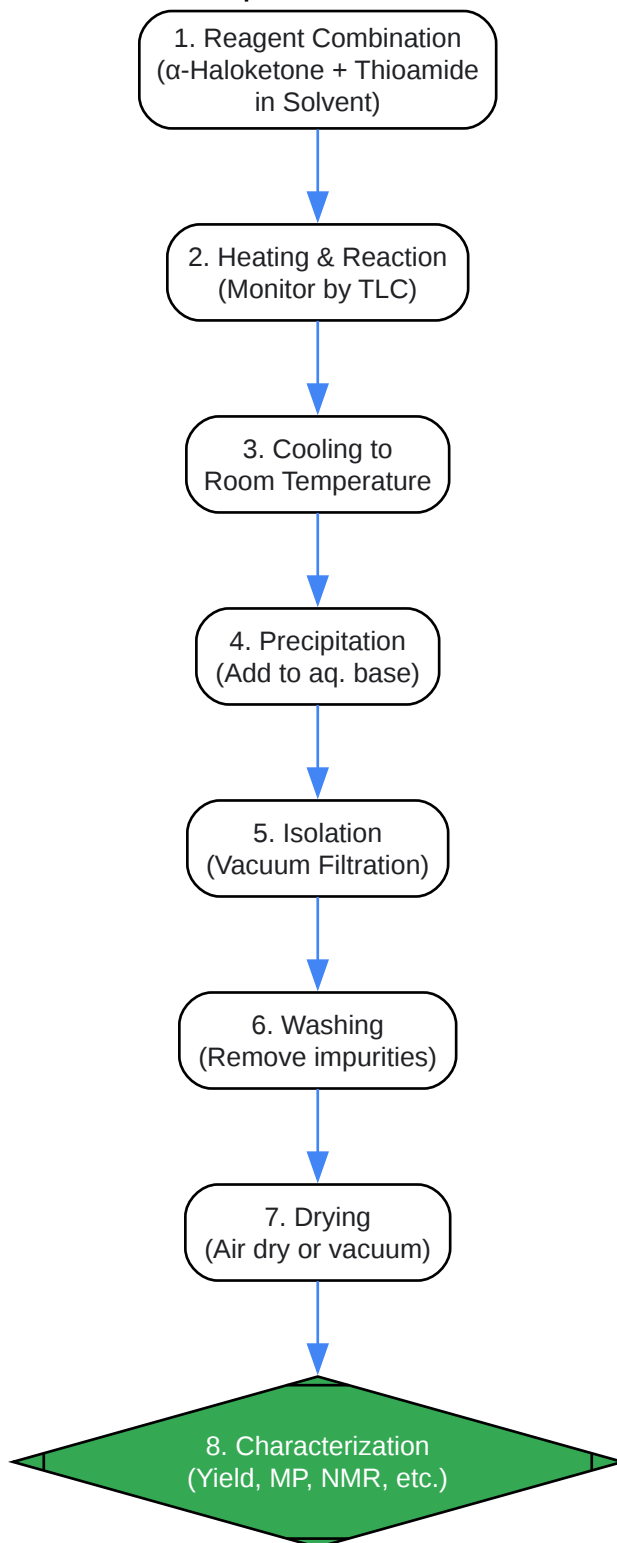 1. Reagent Combination
(α-Haloketone + Thioamide
in Solvent)
2. Heating & Reaction
(Monitor by TLC)
3. Cooling to
Room Temperature
4. Precipitation
(Add to aq. base)
5. Isolation
(Vacuum Filtration)
6. Washing
(Remove impurities)
7. Drying
(Air dry or vacuum)
8. Characterization
(Yield, MP, NMR, etc.)